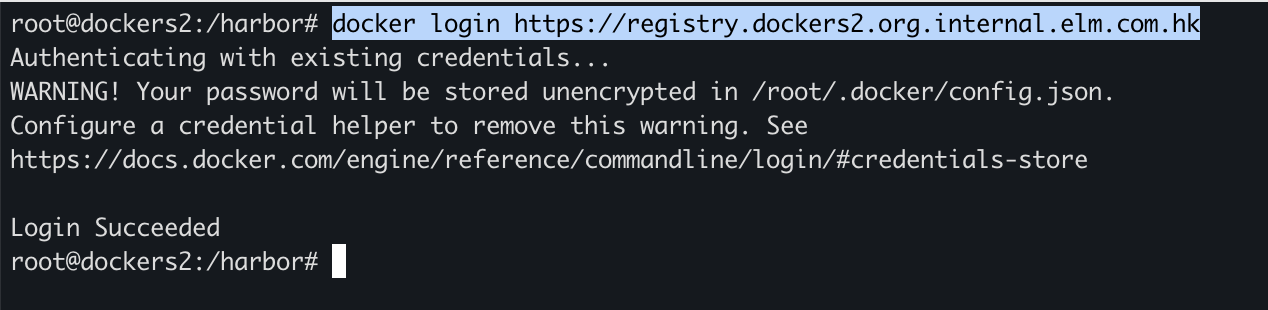 root@dockers2:/harbor# docker login https://registry.dockers2.org.internal.elm.com.hk
Authenticating with existing credentials...
WARNING! Your password will be stored unencrypted in /root/.docker/config.json.
Configure a credential helper to remove this warning. See
https://docs.docker.com/engine/reference/commandline/login/#credentials-store
Login Succeeded
root@dockers2:/harbor#